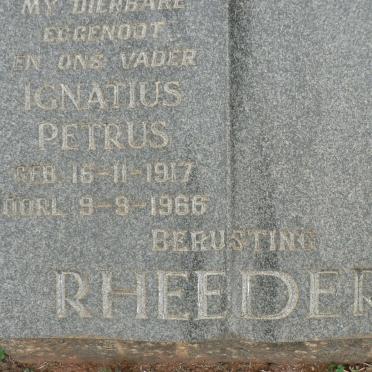 MY DIERBARE
EGGENOOT
EN ONS VADER
IGNATIUS
PETRUS
GEB. 16-11-1917
OORL. 9-9-1966
BERUSTING
RHEEDER